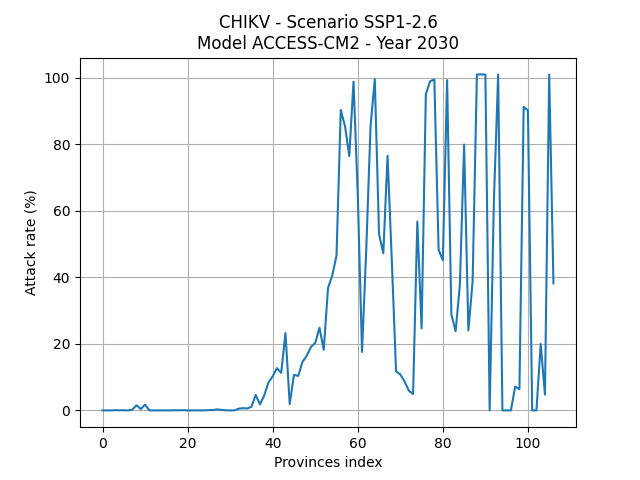 CHIKV - Scenario SSP1-2.6
Model ACCESS-CM2 - Year 2030
100
80
60
40
20
0
Attack rate (%)
0 20 40 60 80 100
Provinces index